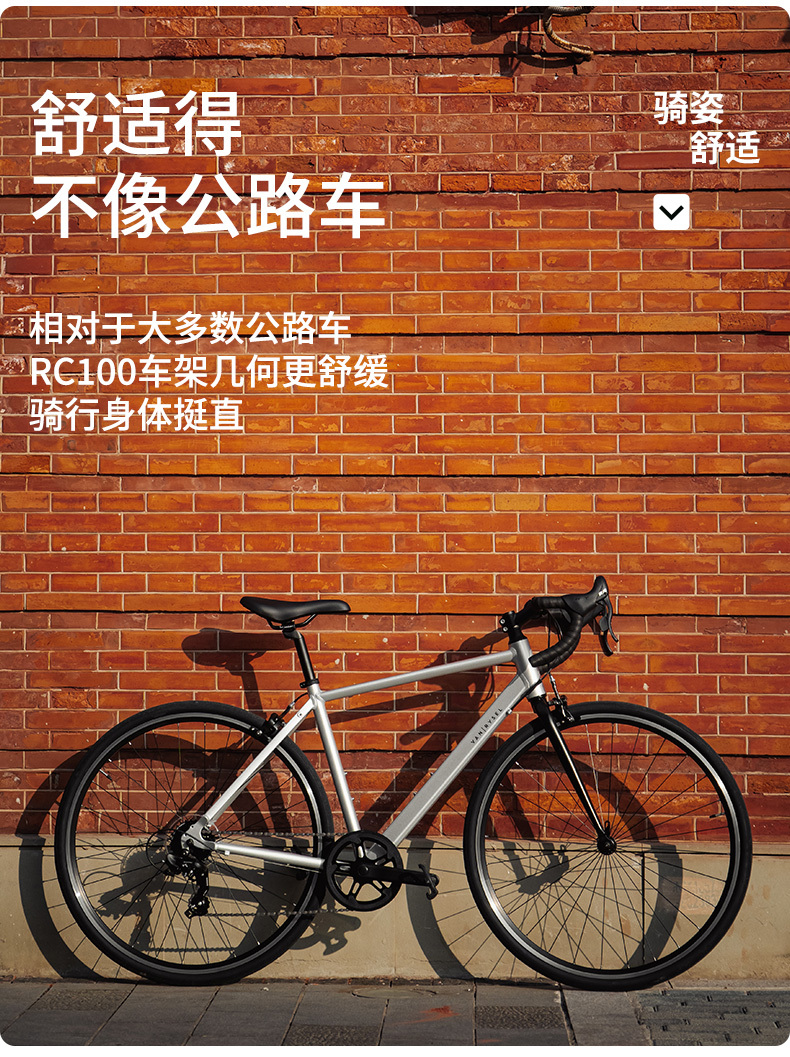 舒适得
不像公路车
骑姿
舒适
相对于大多数公路车
RC100车架几何更舒缓
骑行身体挺直
VAN RYSEL